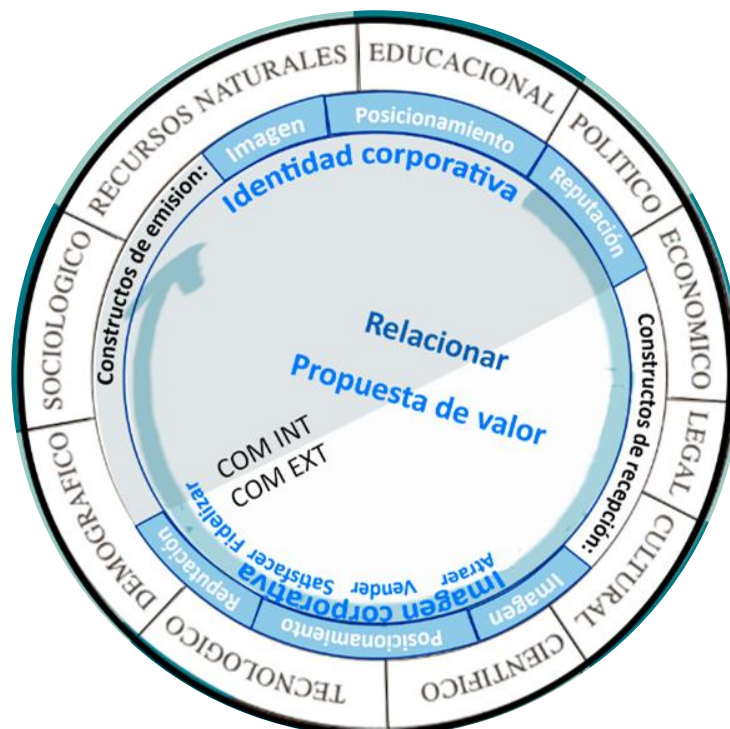 RECURSOS NATURALES
EDUCACIONAL
POLITICO
ECONOMICO
LEGAL
CULTURAL
CIENTIFICO
TECNOLOGICO
DEMOGRAFICO
SOCIOLOGICO
Constructos de emision:
Imagen
Posicionamiento
Reputación
Constructos de recepción:
Imagen
Posicionamiento
Reputación
Identidad corporativa
Relacionar
Propuesta de valor
COM INT
COM EXT
Atraer
Vender
Satisfacer
Fidelizar
Imagen corporativa